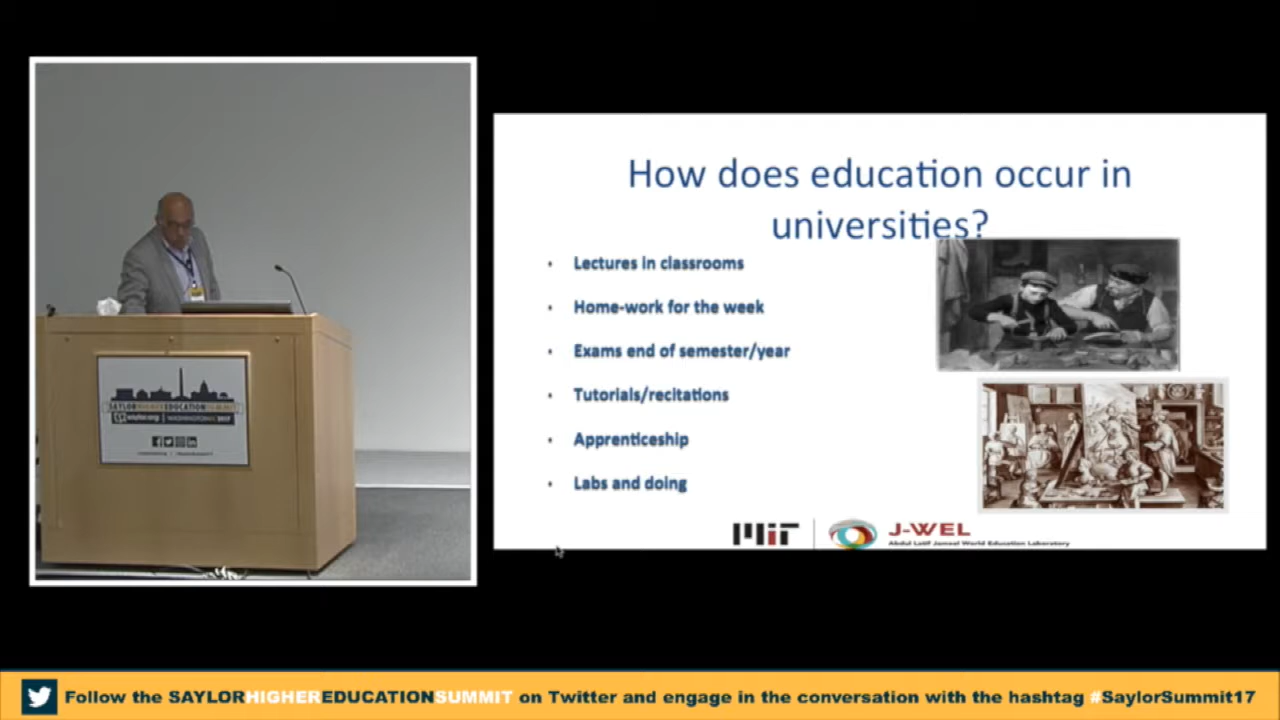 How does education occur in
universities?
· Lectures in classrooms
· Home-work for the week
· Exams end of semester/year
· Tutorials/recitations
· Apprenticeship
· Labs and doing
MIT
J-WEL
Abdul Latif Jameel World Education Laboratory
SAYLORHIGHEREDUCATIONSUMMIT
Follow the SAYLORHIGHEREDUCATIONSUMMIT on Twitter and engage in the conversation with the hashtag #SaylorSummit17